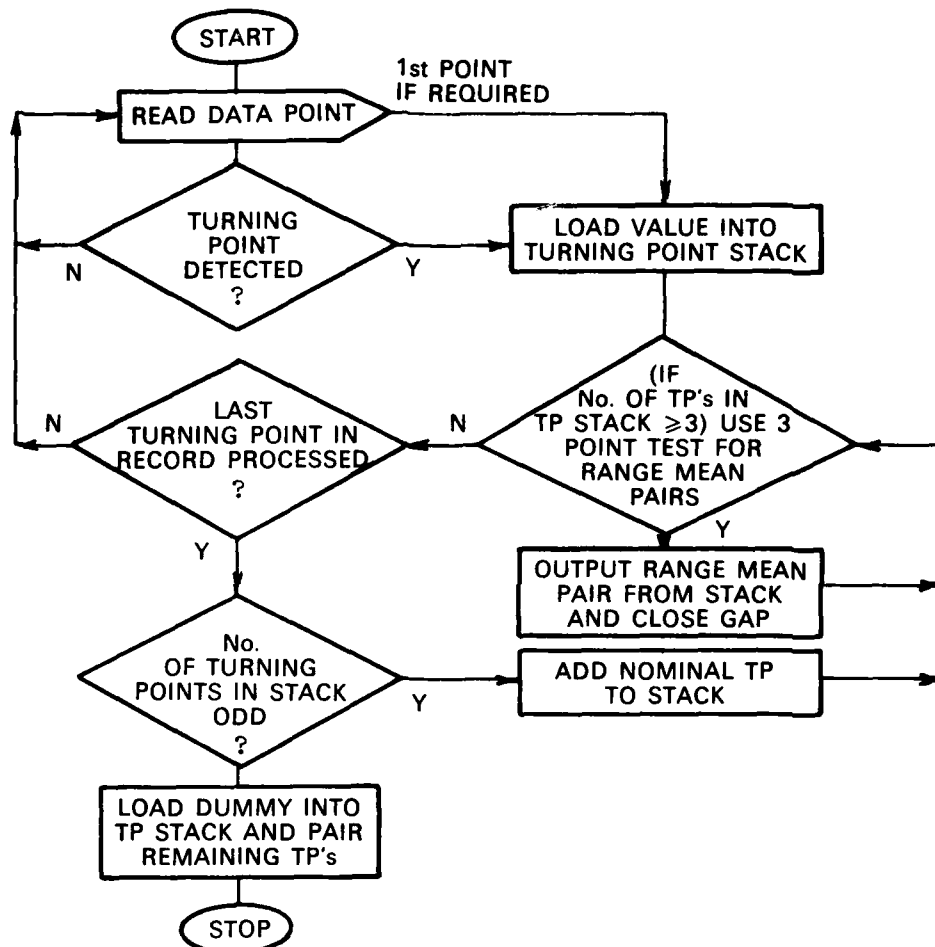 START
1st POINT
IF REQUIRED
READ DATA POINT
TURNING
POINT
DETECTED
?
N
Y
LOAD VALUE INTO
TURNING POINT STACK
(IF
No. OF TP's IN
TP STACK ≥3) USE 3
POINT TEST FOR
RANGE MEAN
PAIRS
N
Y
LAST
TURNING POINT IN
RECORD PROCESSED
?
N
Y
OUTPUT RANGE MEAN
PAIR FROM STACK
AND CLOSE GAP
No.
OF TURNING
POINTS IN STACK
ODD
?
Y
ADD NOMINAL TP
TO STACK
LOAD DUMMY INTO
TP STACK AND PAIR
REMAINING TP's
STOP